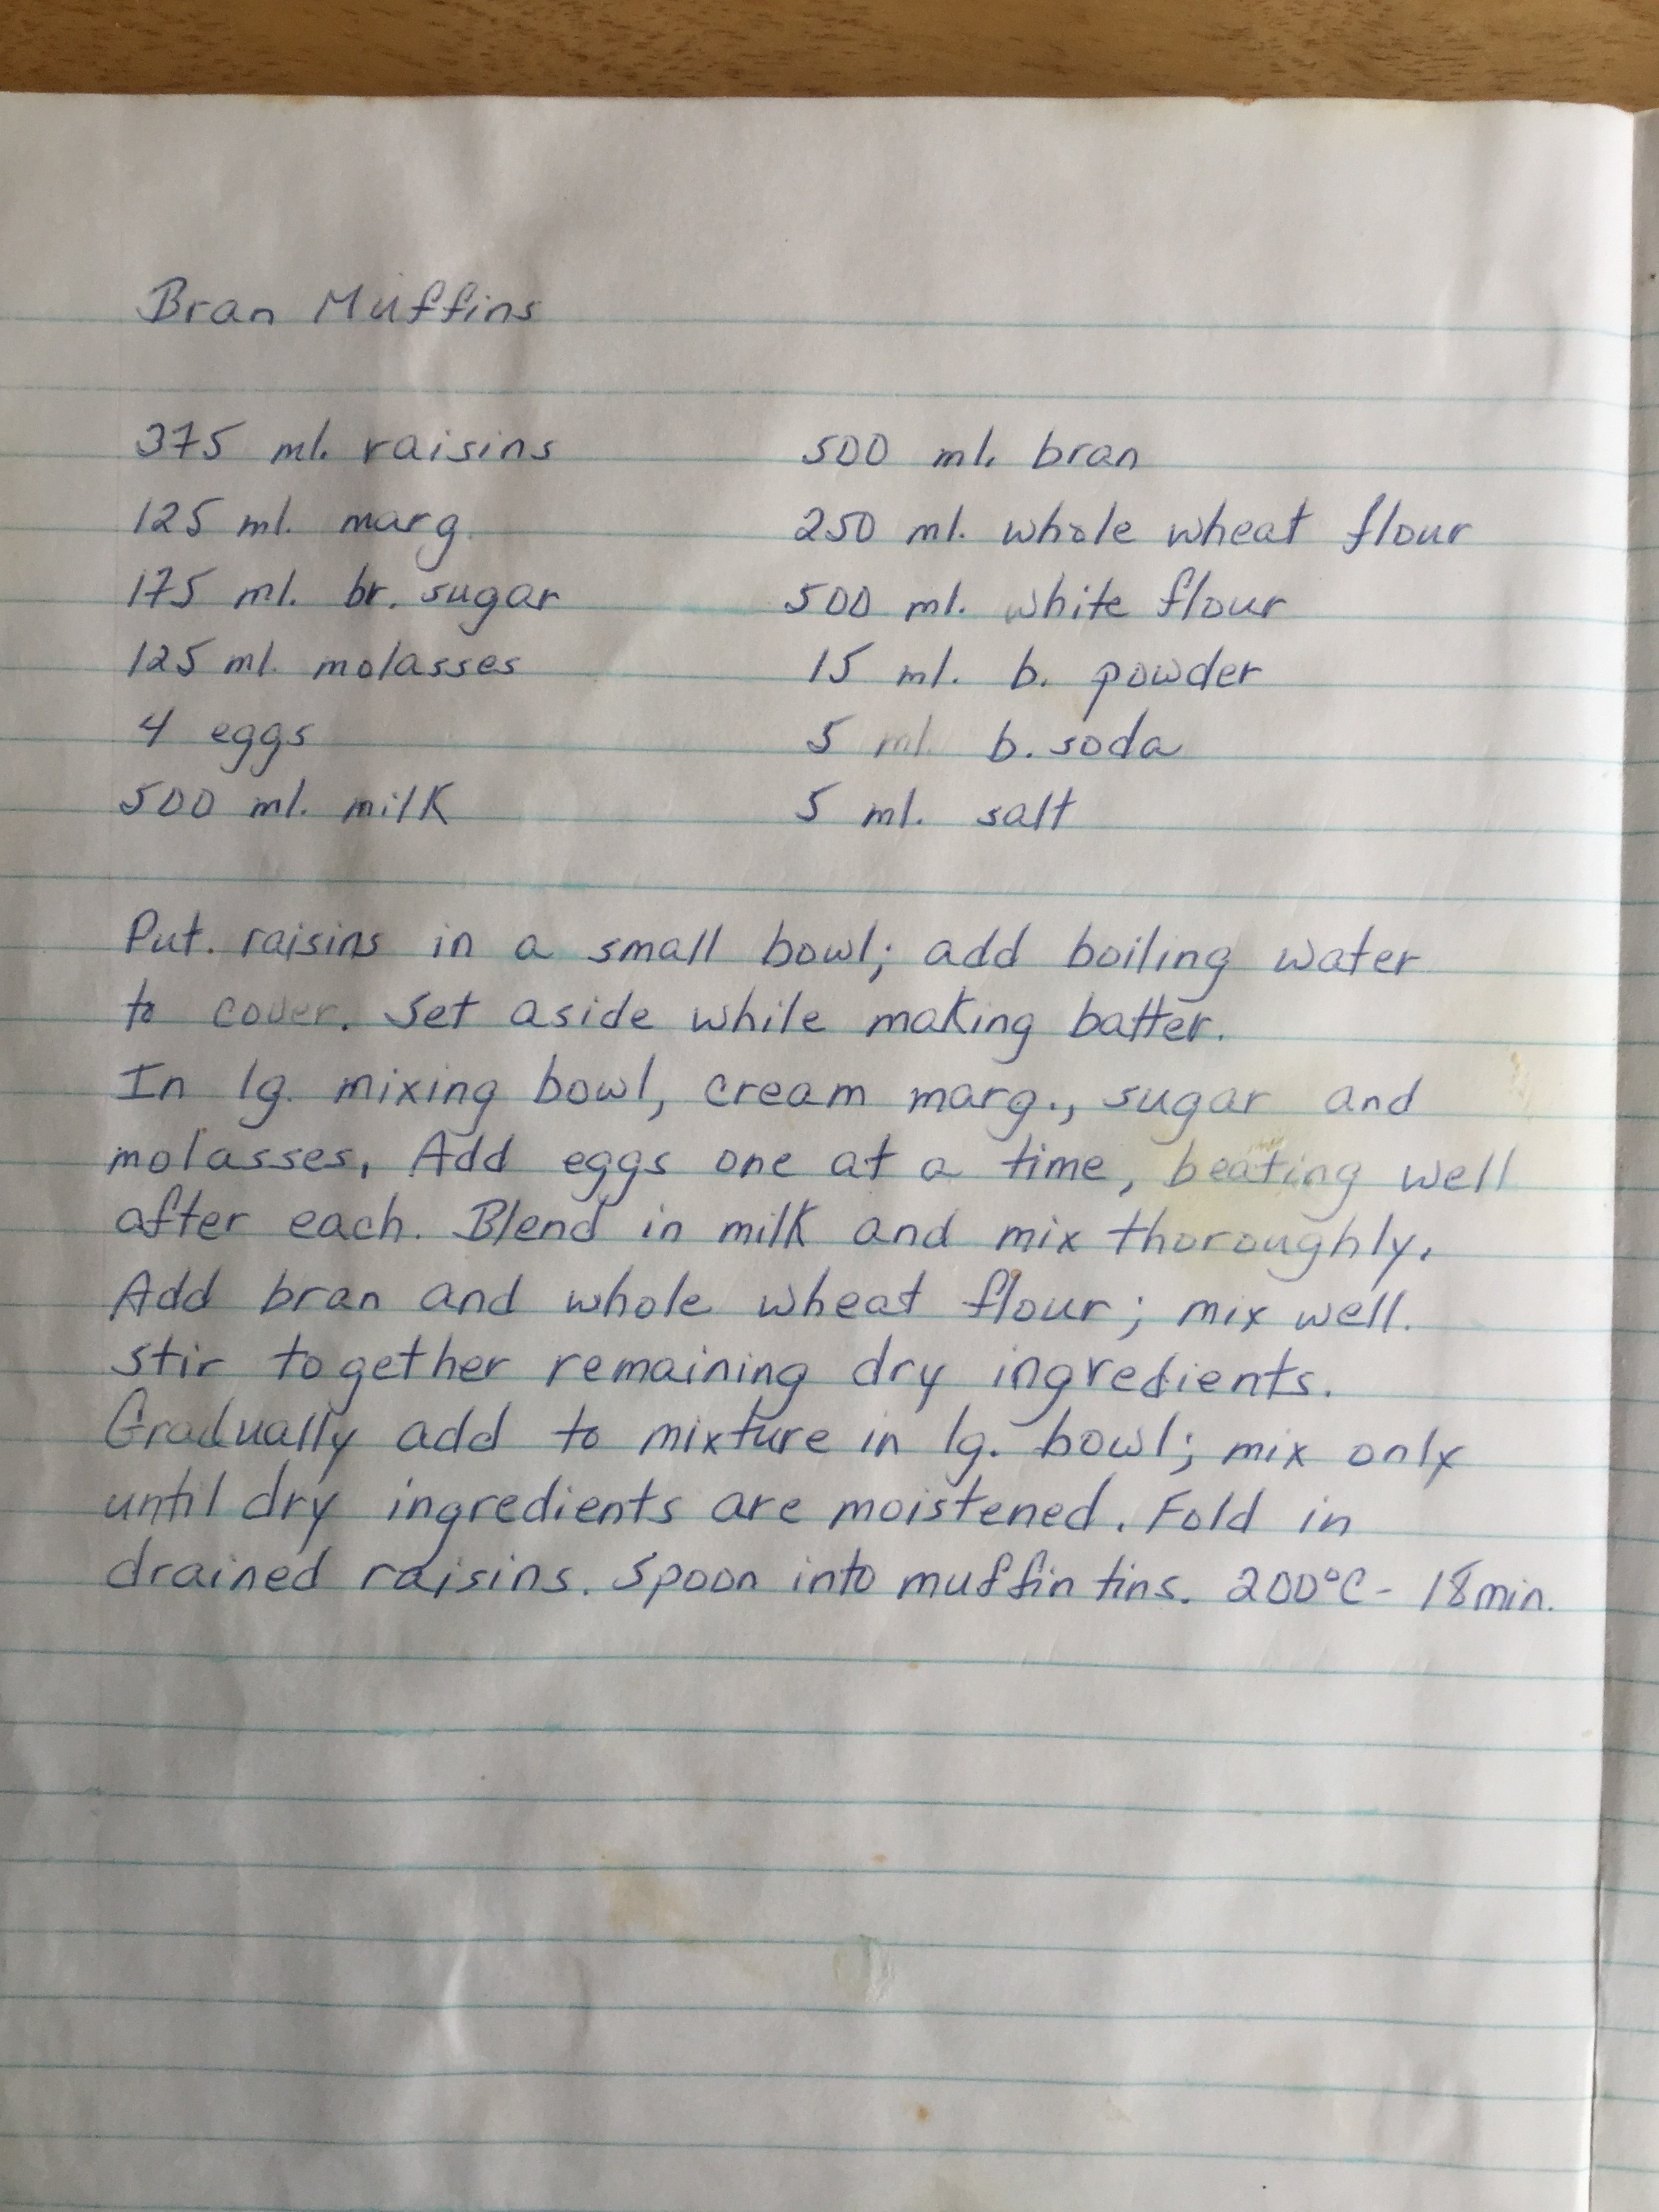 Bran Muffins
375 ml. raisins
125 ml. marg.
175 ml. br. sugar
125 ml. molasses
4 eggs
500 ml. milk
500 ml. bran
250 ml. whole wheat flour
500 ml. white flour
15 ml. b. powder
5 ml. b. soda
5 ml. salt
Put. raisins in a small bowl; add boiling water
to cover. Set aside while making batter.
In lg. mixing bowl, cream marg., sugar and
molasses. Add eggs one at a time, beating well
after each. Blend in milk and mix thoroughly.
Add bran and whole wheat flour; mix well.
Stir together remaining dry ingredients.
Gradually add to mixture in lg. bowl; mix only
until dry ingredients are moistened. Fold in
drained raisins. Spoon into muffin tins. 200°C - 18 min.